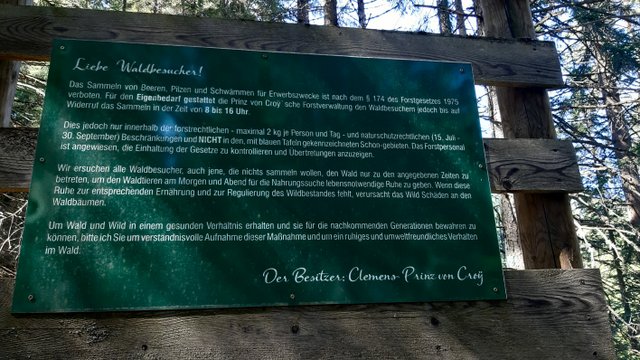 Liebe Waldbesucher!
Das Sammeln von Beeren, Pilzen und Schwämmen für Erwerbszwecke ist nach dem § 174 des Forstgesetzes 1975
verboten. Für den Eigenbedarf gestattet die Prinz von Croÿ´sche Forstverwaltung den Waldbesuchern jedoch bis auf
Widerruf das Sammeln in der Zeit von 8 bis 16 Uhr.
Dies jedoch nur innerhalb der forstrechtlichen - maximal 2 kg je Person und Tag - und naturschutzrechtlichen (15. Juli -
30. September) Beschränkungen und NICHT in den, mit blauen Tafeln gekennzeichneten Schon-gebieten. Das Forstpersonal
ist angewiesen, die Einhaltung der Gesetze zu kontrollieren und Übertretungen anzuzeigen.
Wir ersuchen alle Waldbesucher, auch jene, die nichts sammeln wollen, den Wald nur zu den angegebenen Zeiten zu
betreten, um den Waldtieren am Morgen und Abend für die Nahrungssuche lebensnotwendige Ruhe zu geben. Wenn diese
Ruhe zur entsprechenden Ernährung und zur Regulierung des Wildbestandes fehlt, verursacht das Wild Schäden an den
Waldbäumen.
Um Wald und Wild in einem gesunden Verhältnis erhalten und sie für die nachkommenden Generationen bewahren zu
können, bitte ich Sie um verständnisvolle Aufnahme dieser Maßnahme und um ein ruhiges und umweltfreundliches Verhalten
im Wald.
Der Besitzer: Clemens- Prinz von Croÿ